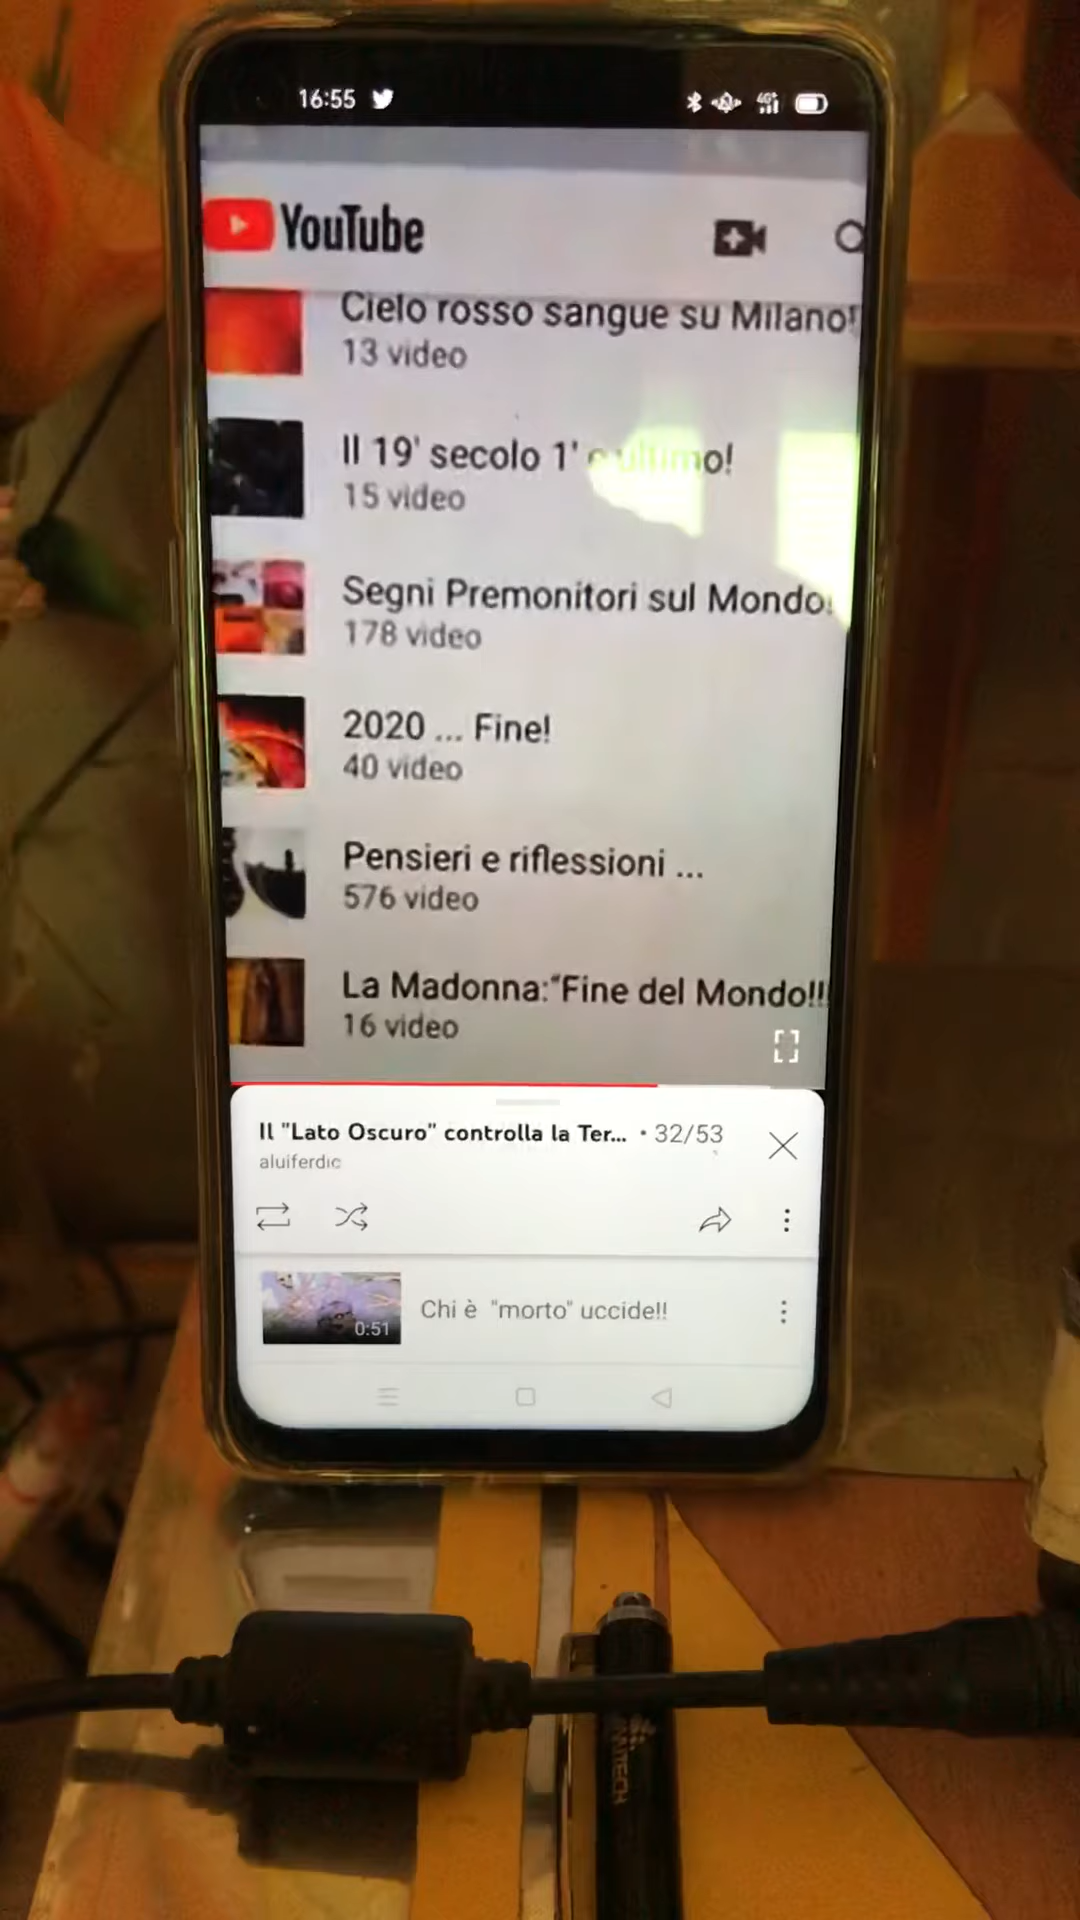 16:55
YouTube
Cielo rosso sangue su Milano!
13 video
Il 19' secolo 1' e ultimo!
15 video
Segni Premonitori sul Mondo!
178 video
2020 ... Fine!
40 video
Pensieri e riflessioni ...
576 video
La Madonna:"Fine del Mondo!!!
16 video
Il "Lato Oscuro" controlla la Ter... • 32/53
aluiferdic
Chi è "morto" uccide!!
0:51